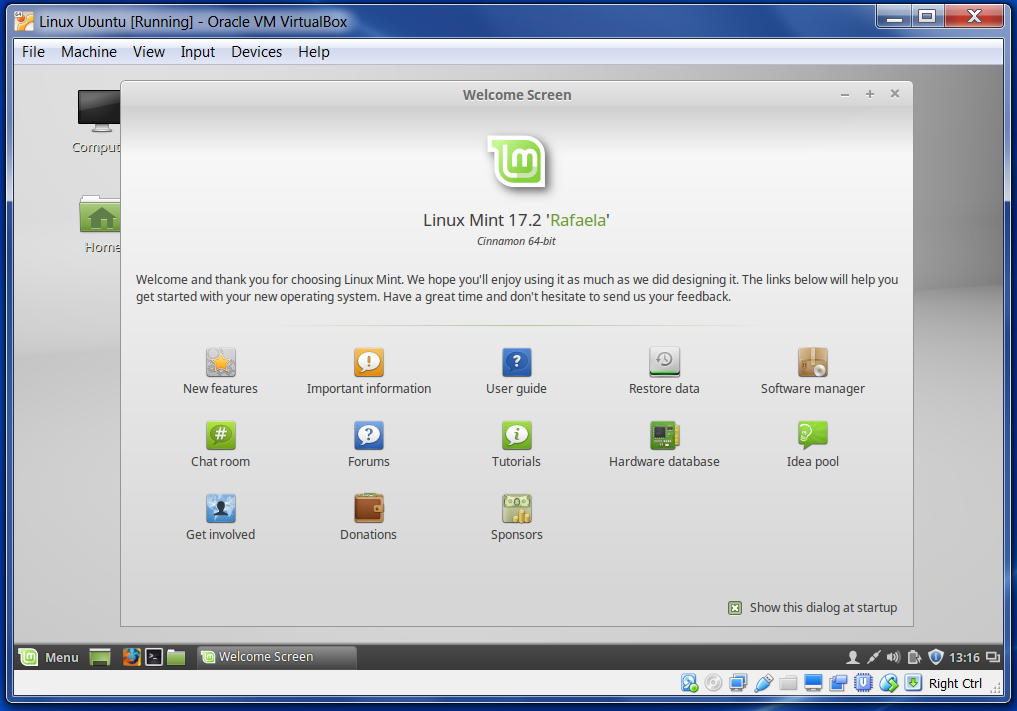 Linux Ubuntu [Running] - Oracle VM VirtualBox
File Machine View Input Devices Help
Welcome Screen
Comput
Home
Linux Mint 17.2 'Rafaela'
Cinnamon 64-bit
Welcome and thank you for choosing Linux Mint. We hope you'll enjoy using it as much as we did designing it. The links below will help you
get started with your new operating system. Have a great time and don't hesitate to send us your feedback.
New features Important information User guide Restore data Software manager
Chat room Forums Tutorials Hardware database Idea pool
Get involved Donations Sponsors
Show this dialog at startup
Menu Welcome Screen 13:16
Right Ctrl